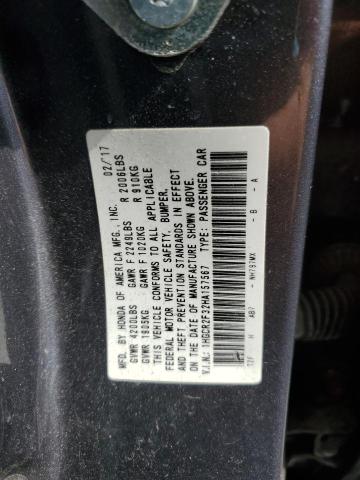 MFD. BY HONDA OF AMERICA MFG., INC. 02/17
GVWR 4200LBS GAWR F 2249LBS R 2006LBS
GVWR 1905KG GAWR F 1020KG R 910KG
THIS VEHICLE CONFORMS TO ALL APPLICABLE
FEDERAL MOTOR VEHICLE SAFETY, BUMPER,
AND THEFT PREVENTION STANDARDS IN EFFECT
ON THE DATE OF MANUFACTURE SHOWN ABOVE.
V.I.N.: 1HGCR2F32HA157567 TYPE: PASSENGER CAR
H - B - A